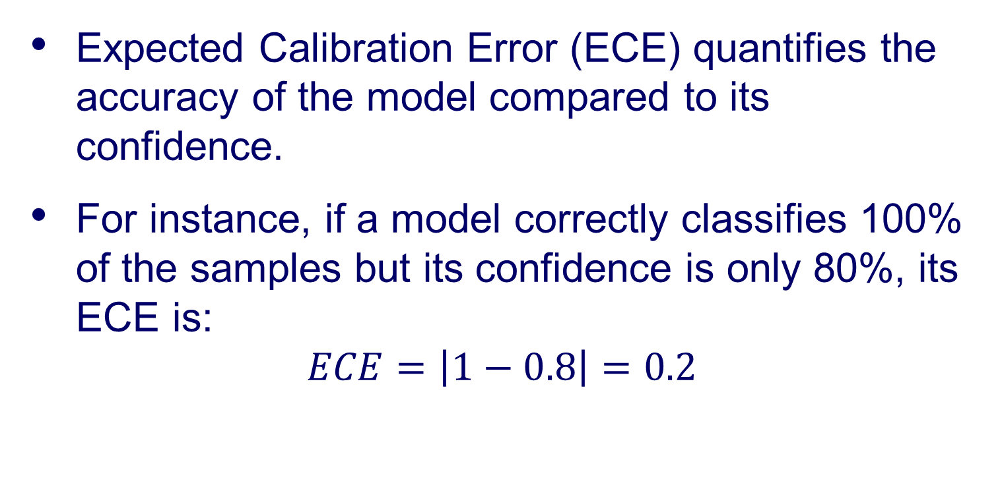 • Expected Calibration Error (ECE) quantifies the
accuracy of the model compared to its
confidence.
• For instance, if a model correctly classifies 100%
of the samples but its confidence is only 80%, its
ECE is:
𝐸𝐶𝐸 = |1 − 0.8| = 0.2